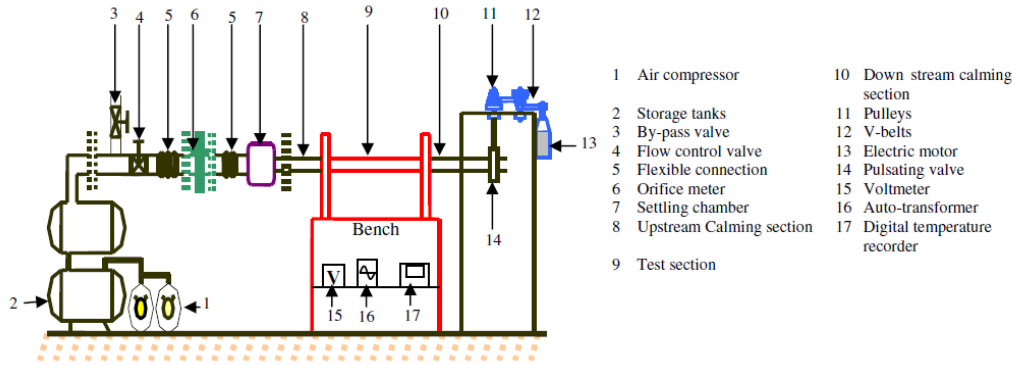 3 4 5 6 5 7 8 9 10 11 12
13
14
Bench
V
15 16 17
2
1
1 Air compressor
2 Storage tanks
3 By-pass valve
4 Flow control valve
5 Flexible connection
6 Orifice meter
7 Settling chamber
8 Upstream Calming section
9 Test section
10 Down stream calming
section
11 Pulleys
12 V-belts
13 Electric motor
14 Pulsating valve
15 Voltmeter
16 Auto-transformer
17 Digital temperature
recorder